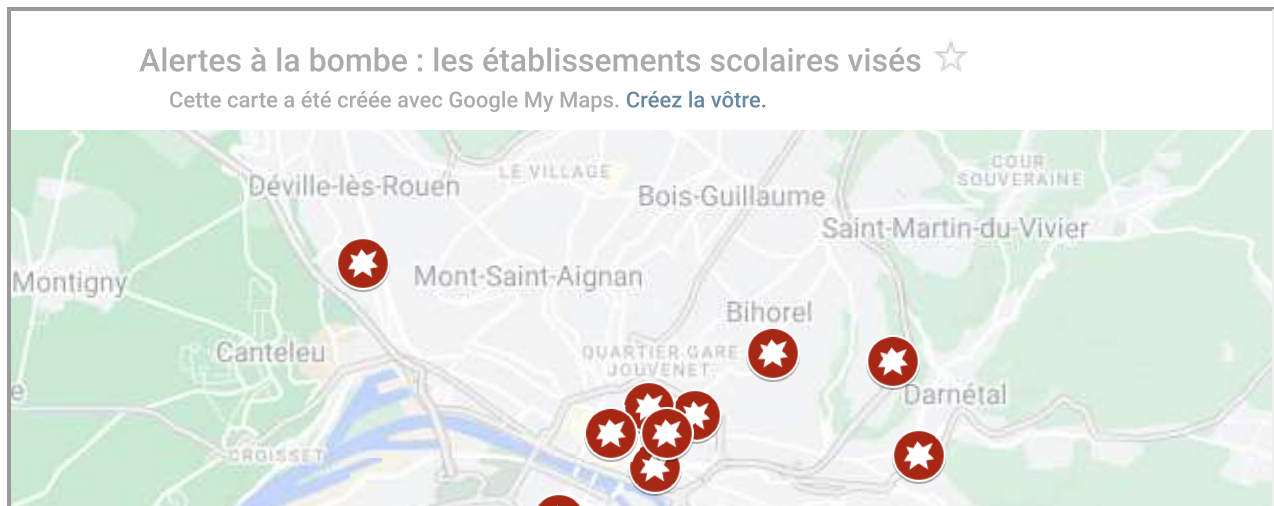 Alertes à la bombe : les établissements scolaires visés
Cette carte a été créée avec Google My Maps. Créez la vôtre.
COUR
SOUVERAINE
LE VILLAGE
Déville-lès-Rouen
Bois-Guillaume
Saint-Martin-du-Vivier
Montigny
Mont-Saint-Aignan
Bihorel
Canteleu
QUARTIER GARE
JOUVENET
e
Darnétal
CROISSET